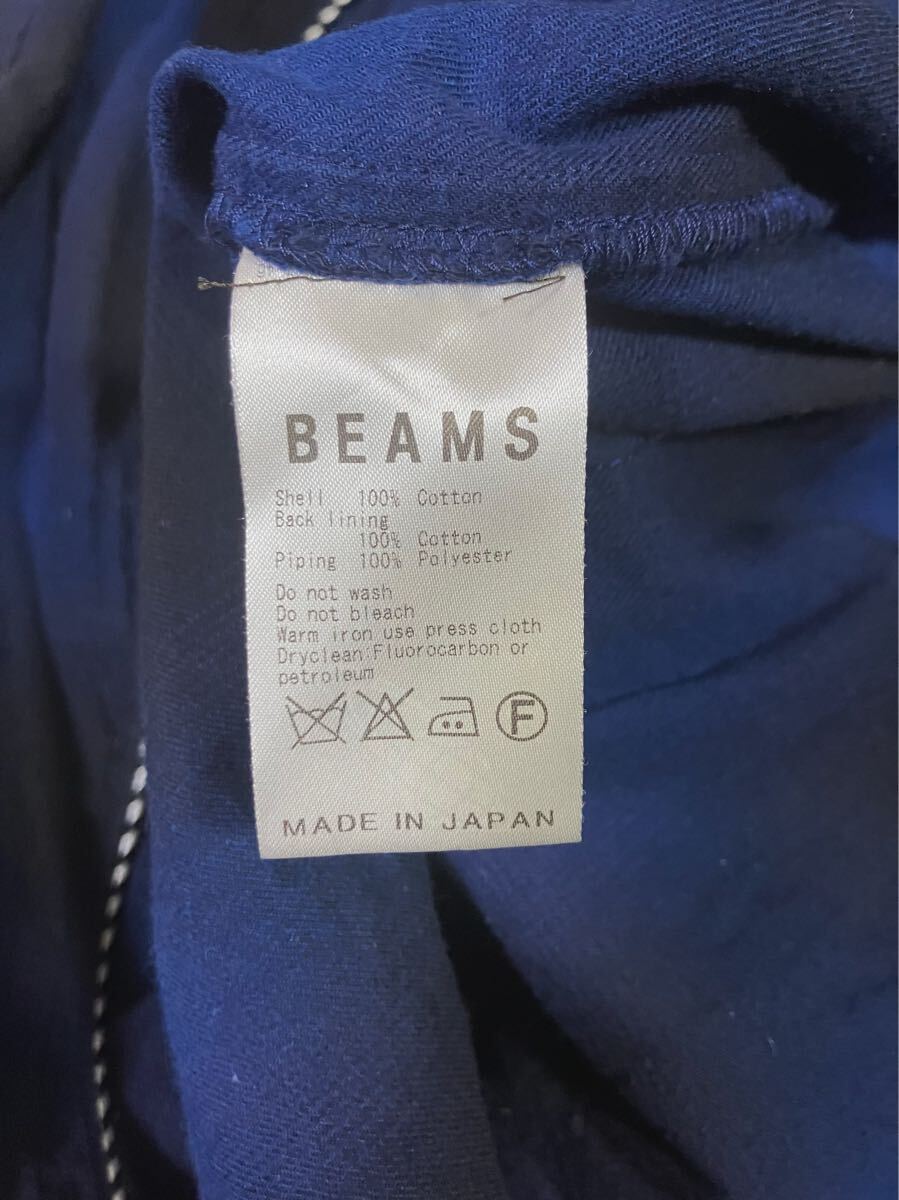 BEAMS
Shell 100% Cotton
Back lining
100% Cotton
Piping 100% Polyester
Do not wash
Do not bleach
Warm iron use press cloth
Dryclean:Fluorocarbon or
petroleum
F
MADE IN JAPAN